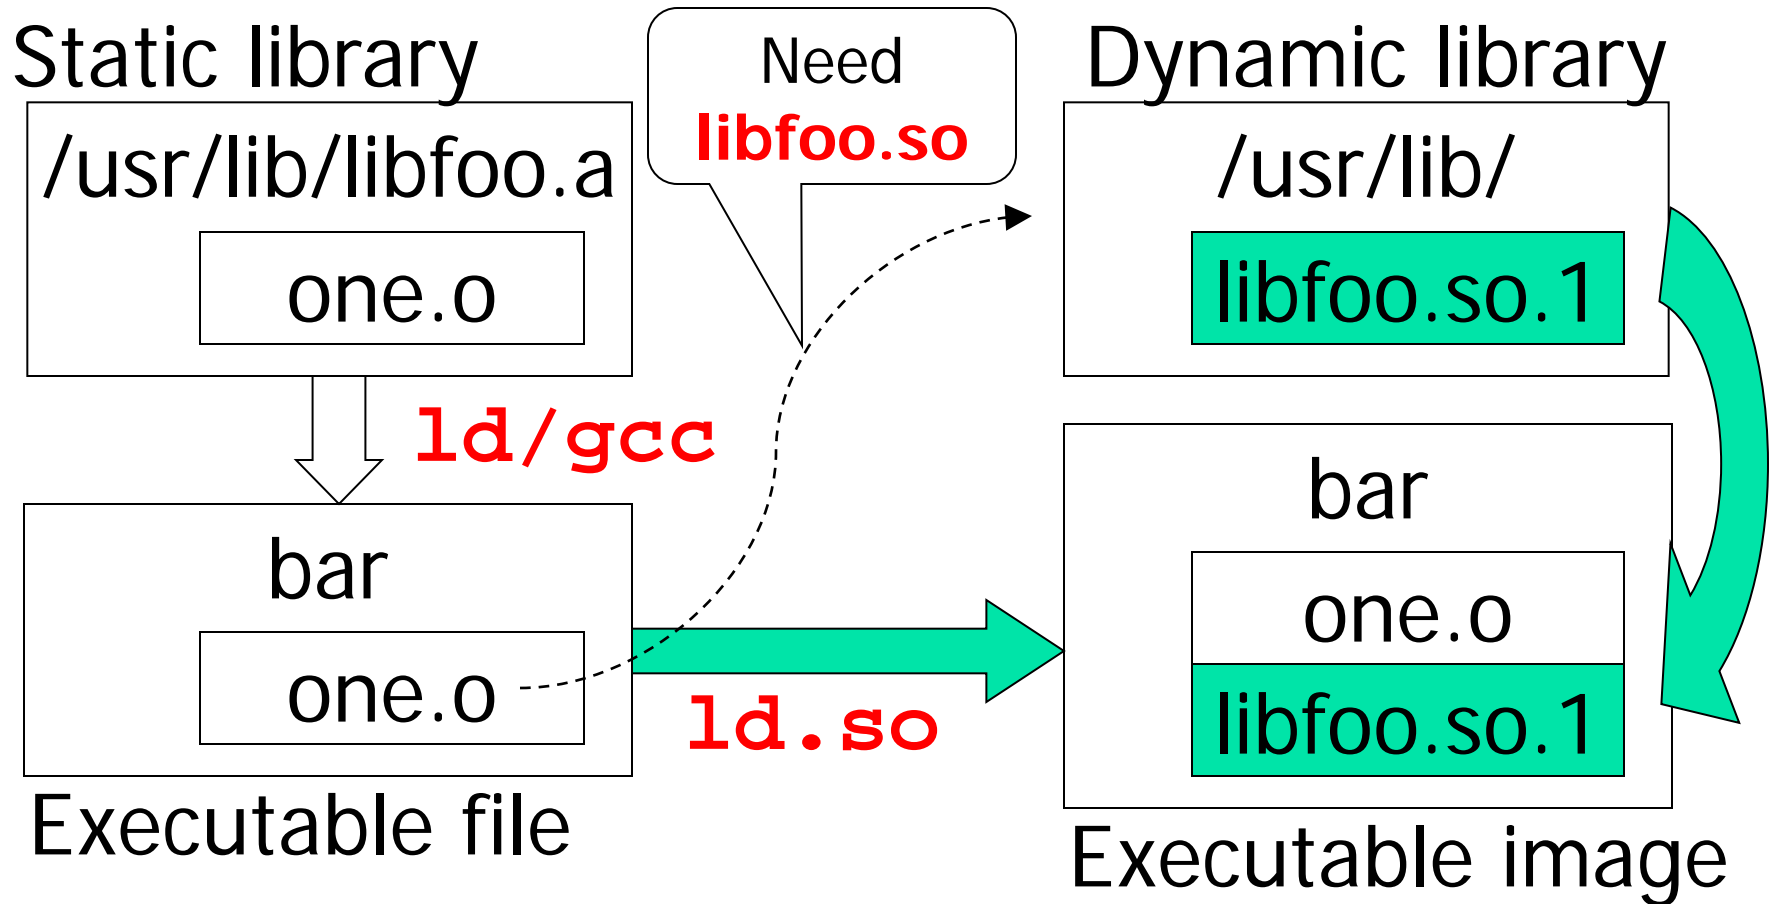 Static library
/usr/lib/libfoo.a
one.o
ld/gcc
bar
one.o
Executable file
Need
libfoo.so
ld.so
Dynamic library
/usr/lib/
libfoo.so.1
bar
one.o
libfoo.so.1
Executable image